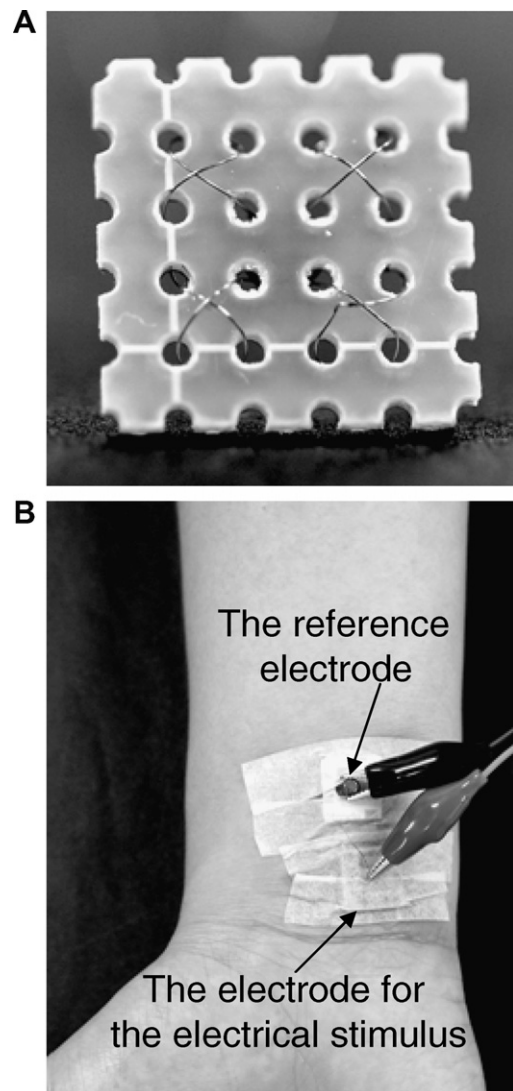 A
B
The reference
electrode
The electrode for
the electrical stimulus